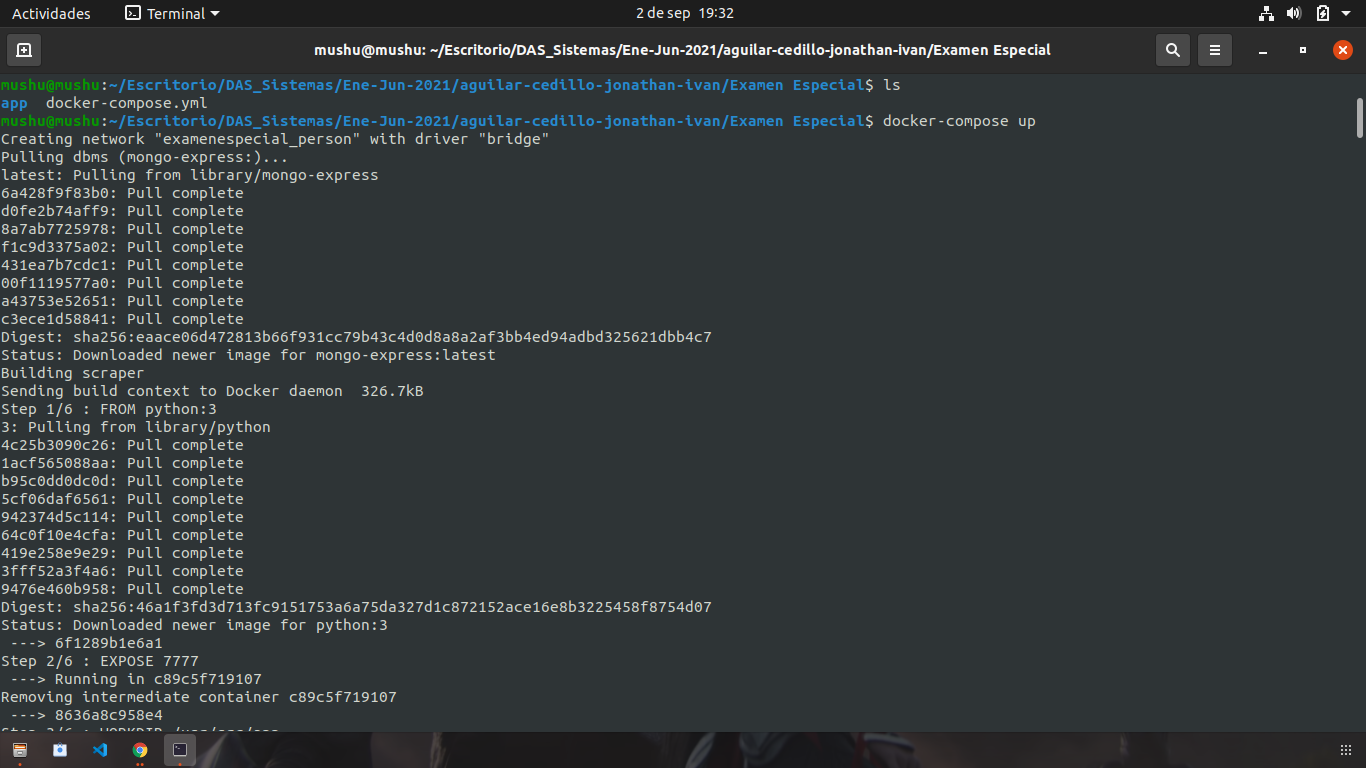 Actividades
Terminal
2 de sep 19:32
mushu@mushu: ~/Escritorio/DAS_Sistemas/Ene-Jun-2021/aguilar-cedillo-jonathan-ivan/Examen Especial
mushu@mushu:~/Escritorio/DAS_Sistemas/Ene-Jun-2021/aguilar-cedillo-jonathan-ivan/Examen Especial$ ls
app  docker-compose.yml
mushu@mushu:~/Escritorio/DAS_Sistemas/Ene-Jun-2021/aguilar-cedillo-jonathan-ivan/Examen Especial$ docker-compose up
Creating network "examenespecial_person" with driver "bridge"
Pulling dbms (mongo-express:)...
latest: Pulling from library/mongo-express
6a428f9f83b0: Pull complete
d0fe2b74aff9: Pull complete
8a7ab7725978: Pull complete
f1c9d3375a02: Pull complete
431ea7b7cdc1: Pull complete
00f1119577a0: Pull complete
a43753e52651: Pull complete
c3ece1d58841: Pull complete
Digest: sha256:eaace06d472813b66f931cc79b43c4d0d8a8a2af3bb4ed94adbd325621dbb4c7
Status: Downloaded newer image for mongo-express:latest
Building scraper
Sending build context to Docker daemon  326.7kB
Step 1/6 : FROM python:3
3: Pulling from library/python
4c25b3090c26: Pull complete
1acf565088aa: Pull complete
b95c0dd0dc0d: Pull complete
5cf06daf6561: Pull complete
942374d5c114: Pull complete
64c0f10e4cfa: Pull complete
419e258e9e29: Pull complete
3fff52a3f4a6: Pull complete
9476e460b958: Pull complete
Digest: sha256:46a1f3fd3d713fc9151753a6a75da327d1c872152ace16e8b3225458f8754d07
Status: Downloaded newer image for python:3
 ---> 6f1289b1e6a1
Step 2/6 : EXPOSE 7777
 ---> Running in c89c5f719107
Removing intermediate container c89c5f719107
 ---> 8636a8c958e4
Step 3/6 : WORKDIR